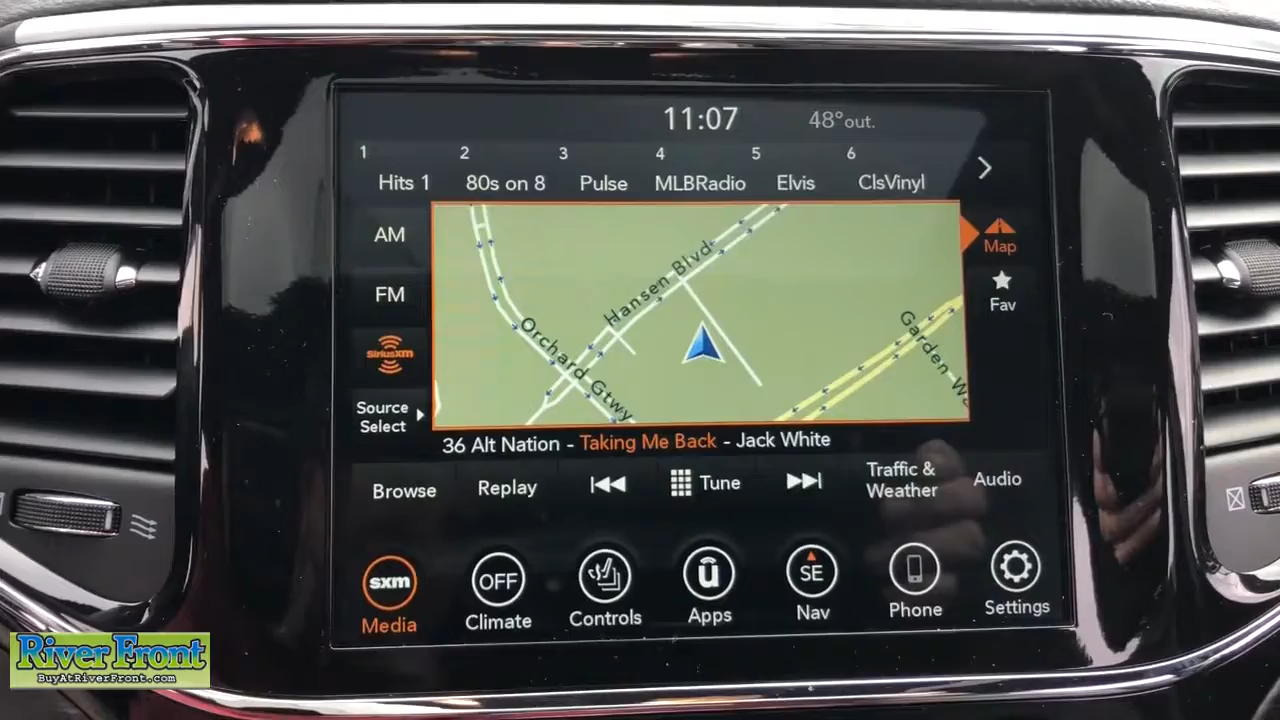 11:07
48° out.
1 2 3 4 5 6
Hits 1 80s on 8 Pulse MLBRadio Elvis ClsVinyl
AM
FM
SiriusXM
Source
Select
Map
Fav
Hansen Blvd
Orchard Gtwy
Garden Wa
36 Alt Nation - Taking Me Back - Jack White
Browse
Replay
Tune
Traffic &
Weather
Audio
sxm
Media
OFF
Climate
Controls
ū
Apps
SE
Nav
Phone
Settings
River Front
BuyAtRiverFront.com